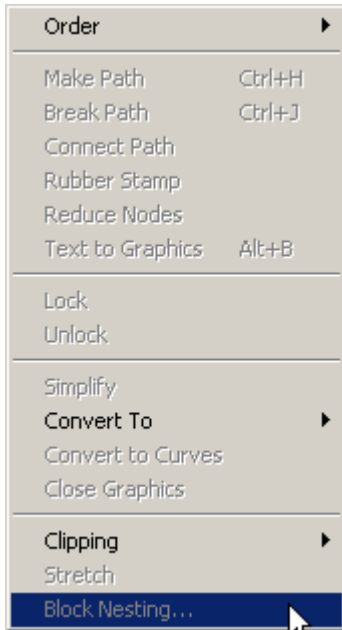 Order
Make Path Ctrl+H
Break Path Ctrl+J
Connect Path
Rubber Stamp
Reduce Nodes
Text to Graphics Alt+B
Lock
Unlock
Simplify
Convert To
Convert to Curves
Close Graphics
Clipping
Stretch
Block Nesting...